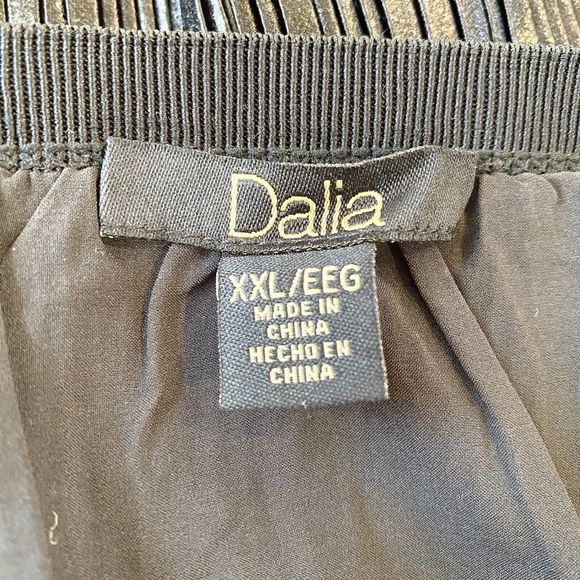 Dalia
XXL/EEG
MADE IN
CHINA
HECHO EN
CHINA